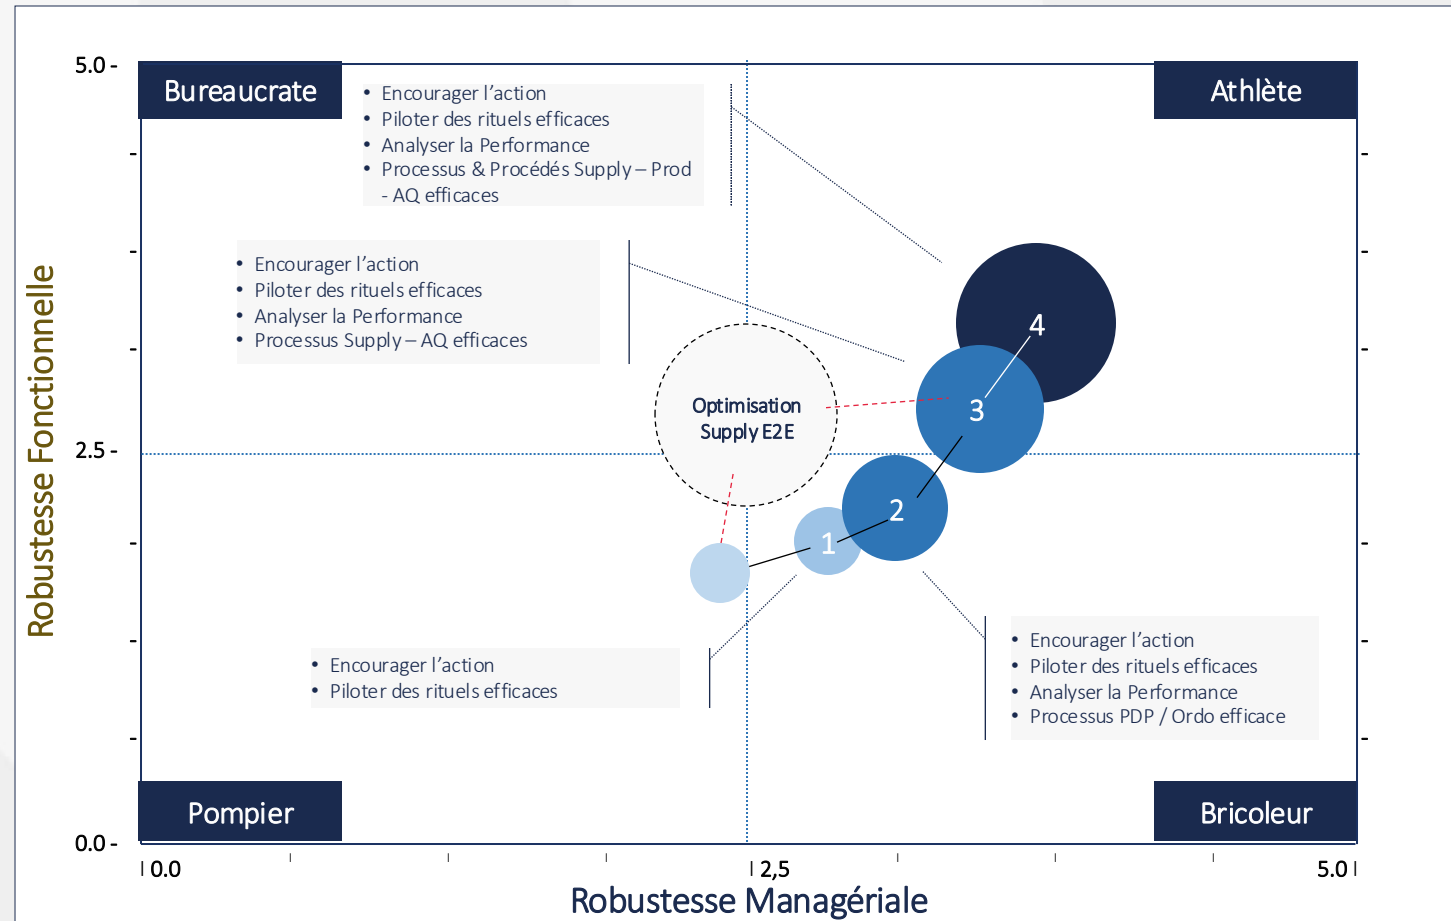 5.0 -
Bureaucrate
• Encourager l’action
• Piloter des rituels efficaces
• Analyser la Performance
• Processus & Procédés Supply – Prod
- AQ efficaces
Athlète
• Encourager l’action
• Piloter des rituels efficaces
• Analyser la Performance
• Processus Supply – AQ efficaces
Robustesse Fonctionnelle
4
Optimisation
Supply E2E
3
2.5 -
2
1
• Encourager l’action
• Piloter des rituels efficaces
• Encourager l’action
• Piloter des rituels efficaces
• Analyser la Performance
• Processus PDP / Ordo efficace
Pompier
Bricoleur
0.0 -
0.0
2,5
5.0
Robustesse Managériale